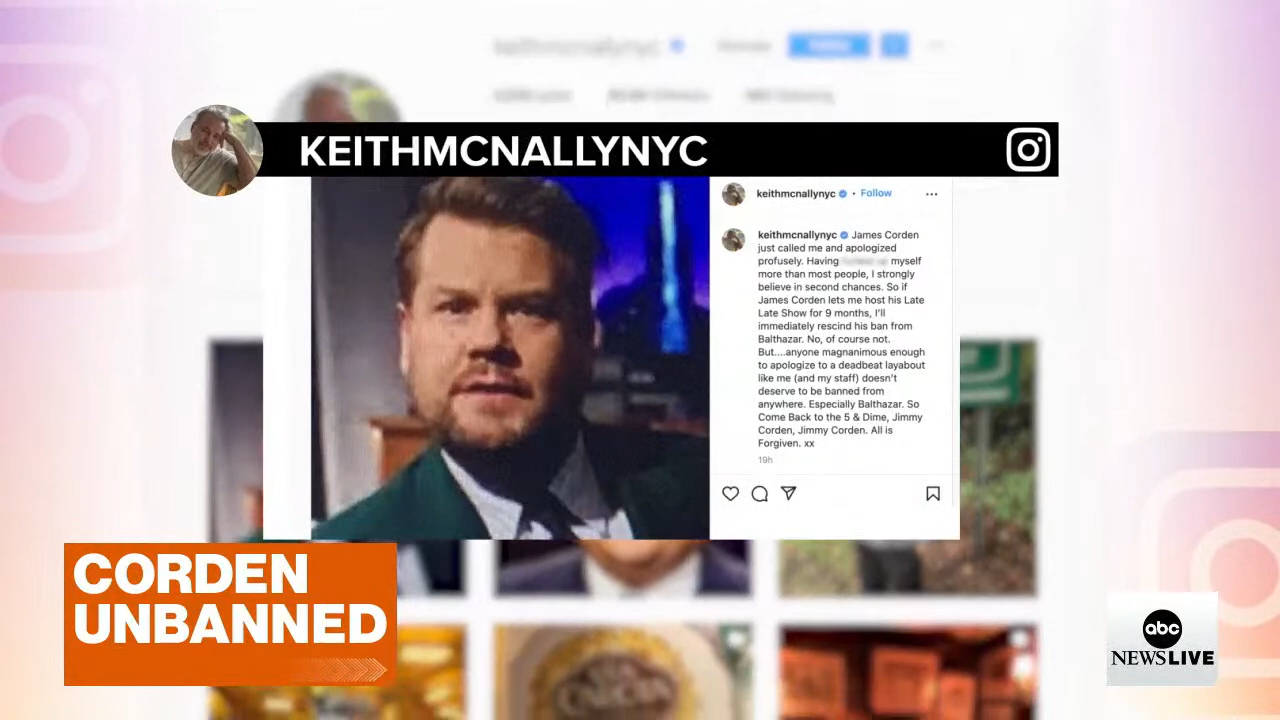 KEITHMCNALLYNYC
keithmcnallynyc • Follow
keithmcnallynyc James Corden
just called me and apologized
profusely. Having myself
more than most people, I strongly
believe in second chances. So if
James Corden lets me host his Late
Late Show for 9 months, I'll
immediately rescind his ban from
Balthazar. No, of course not.
But....anyone magnanimous enough
to apologize to a deadbeat layabout
like me (and my staff) doesn't
deserve to be banned from
anywhere. Especially Balthazar. So
Come Back to the 5 & Dime, Jimmy
Corden, Jimmy Corden. All is
Forgiven. xx
19h
CORDEN
UNBANNED
abc
NEWS LIVE